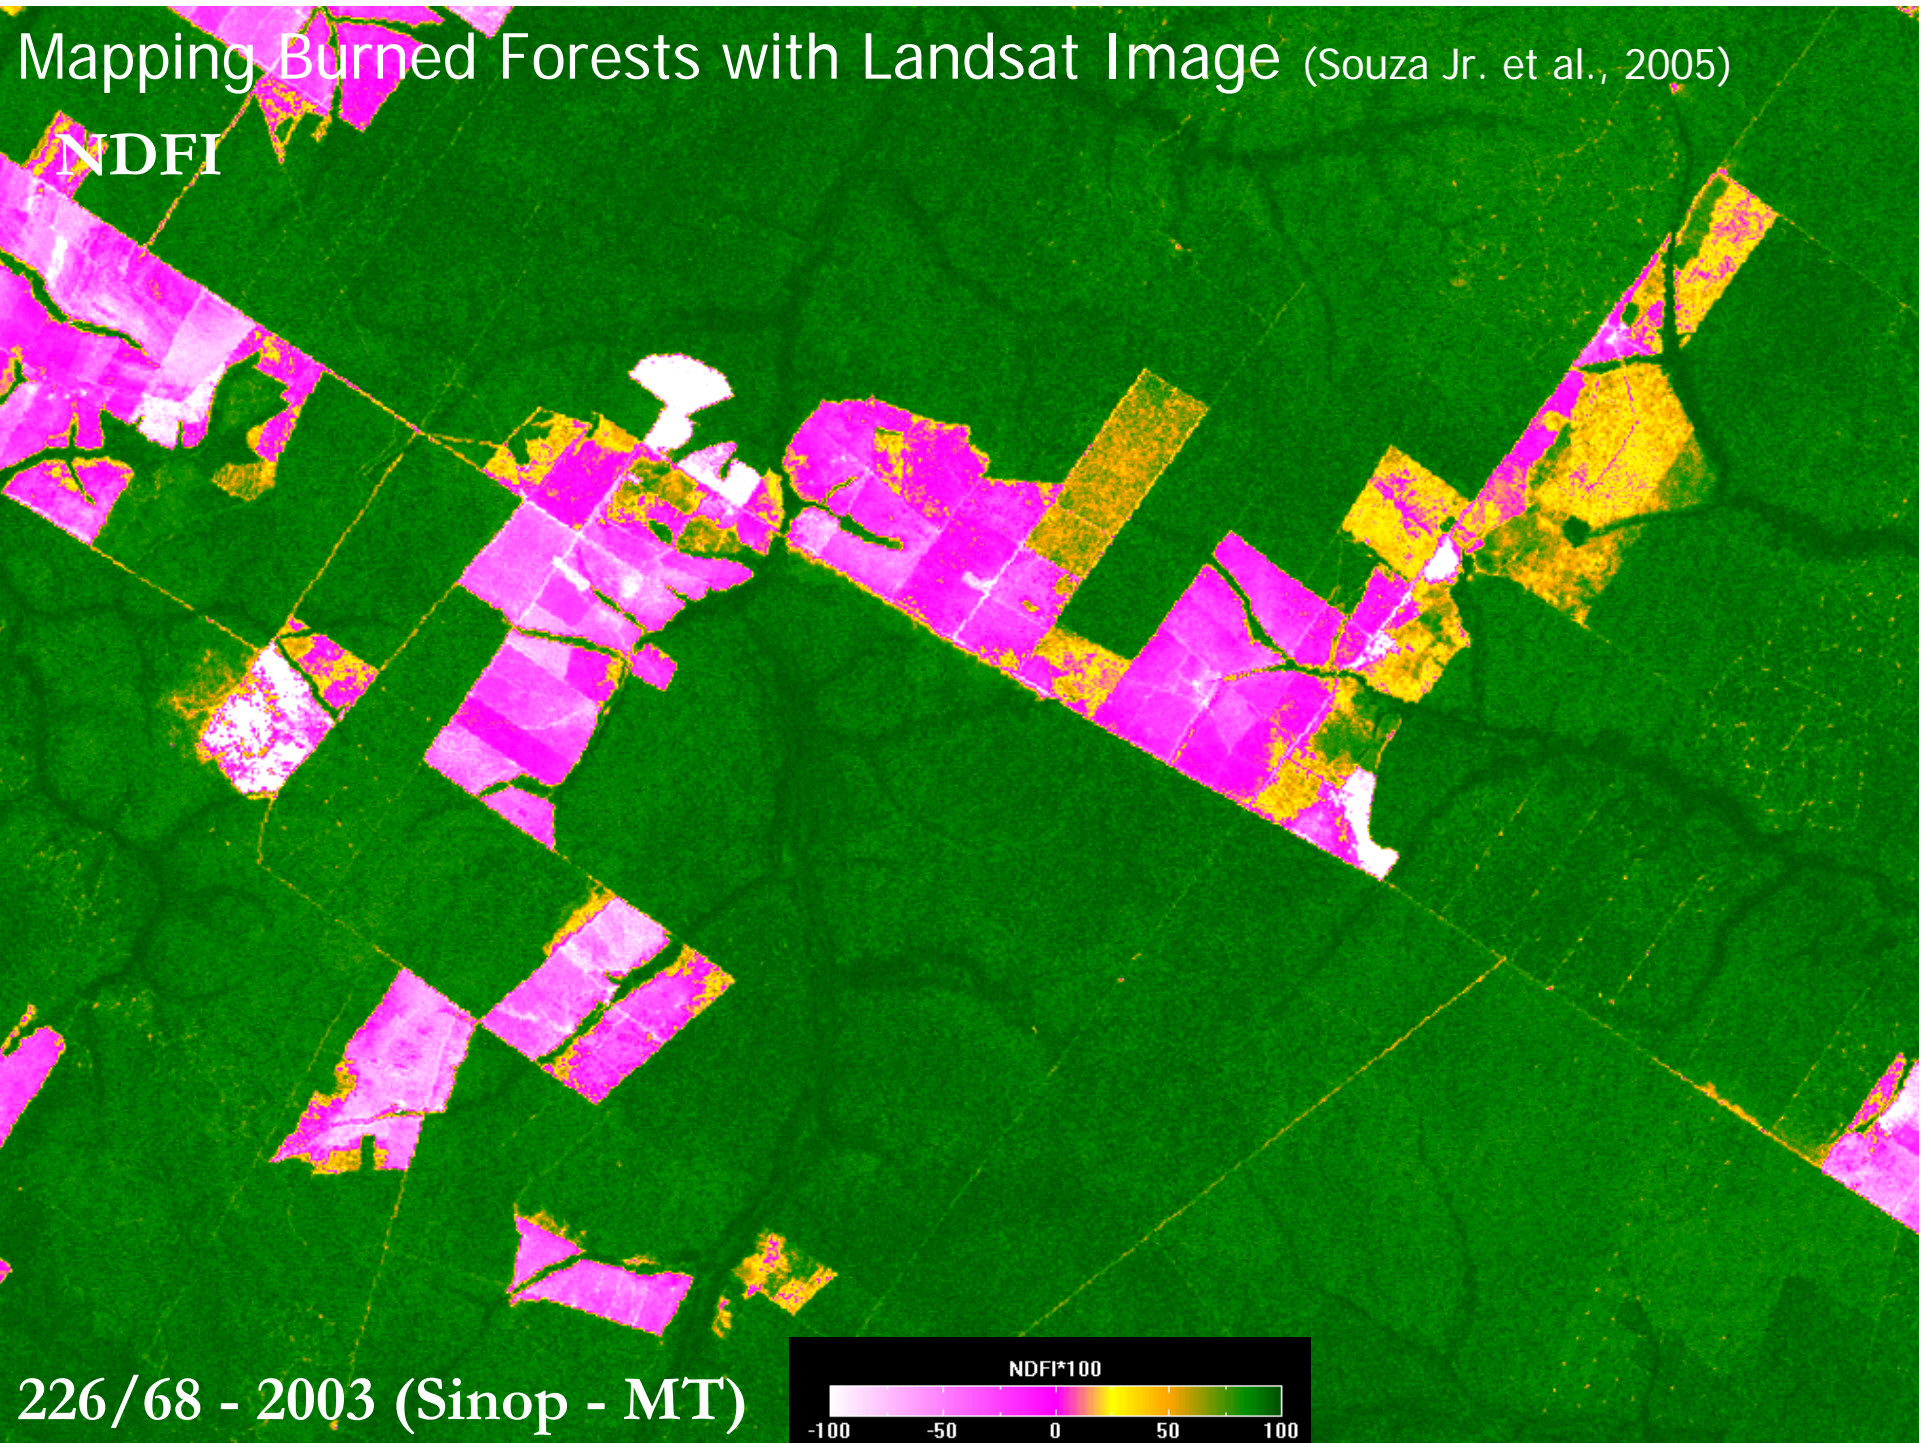 Mapping Burned Forests with Landsat Image (Souza Jr. et al., 2005)
NDFI
226/68 - 2003 (Sinop - MT)
NDFI*100
-100 -50 0 50 100